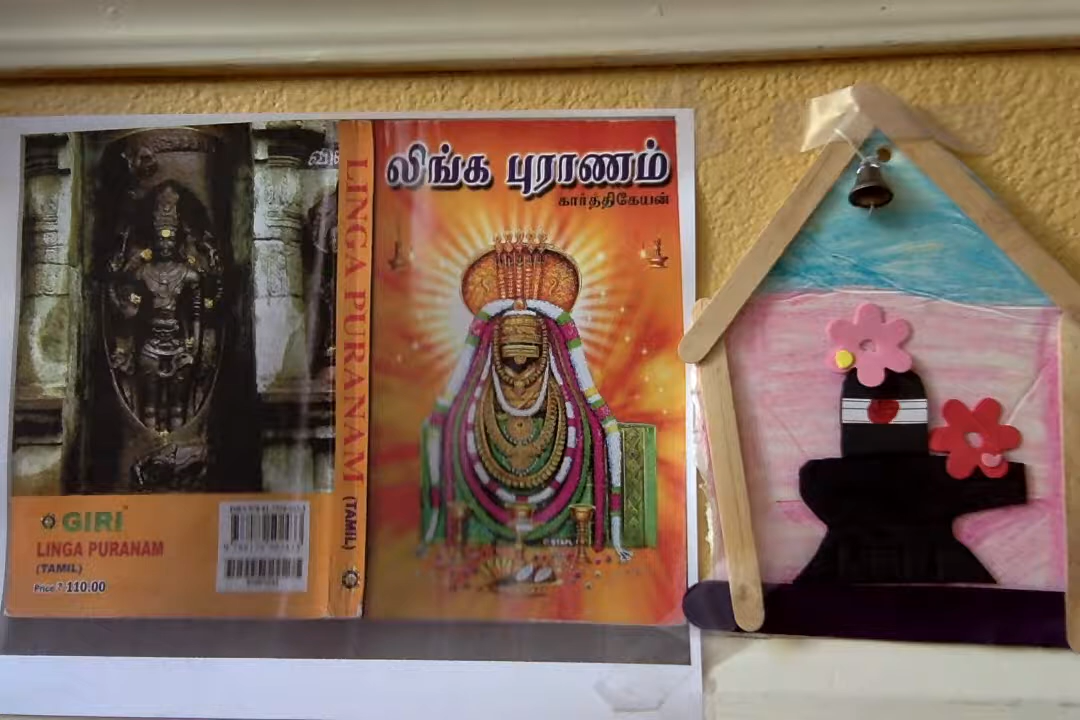 GIRI
LINGA PURANAM
(TAMIL)
Price ₹ 110.00
LINGA PURANAM (TAMIL)
லிங்க புராணம்
கார்த்திகேயன்